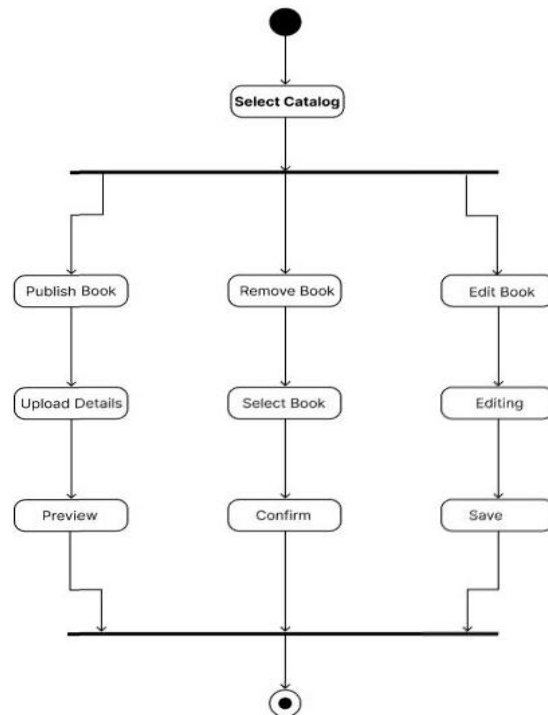 Select Catalog
Publish Book
Remove Book
Edit Book
Upload Details
Select Book
Editing
Preview
Confirm
Save